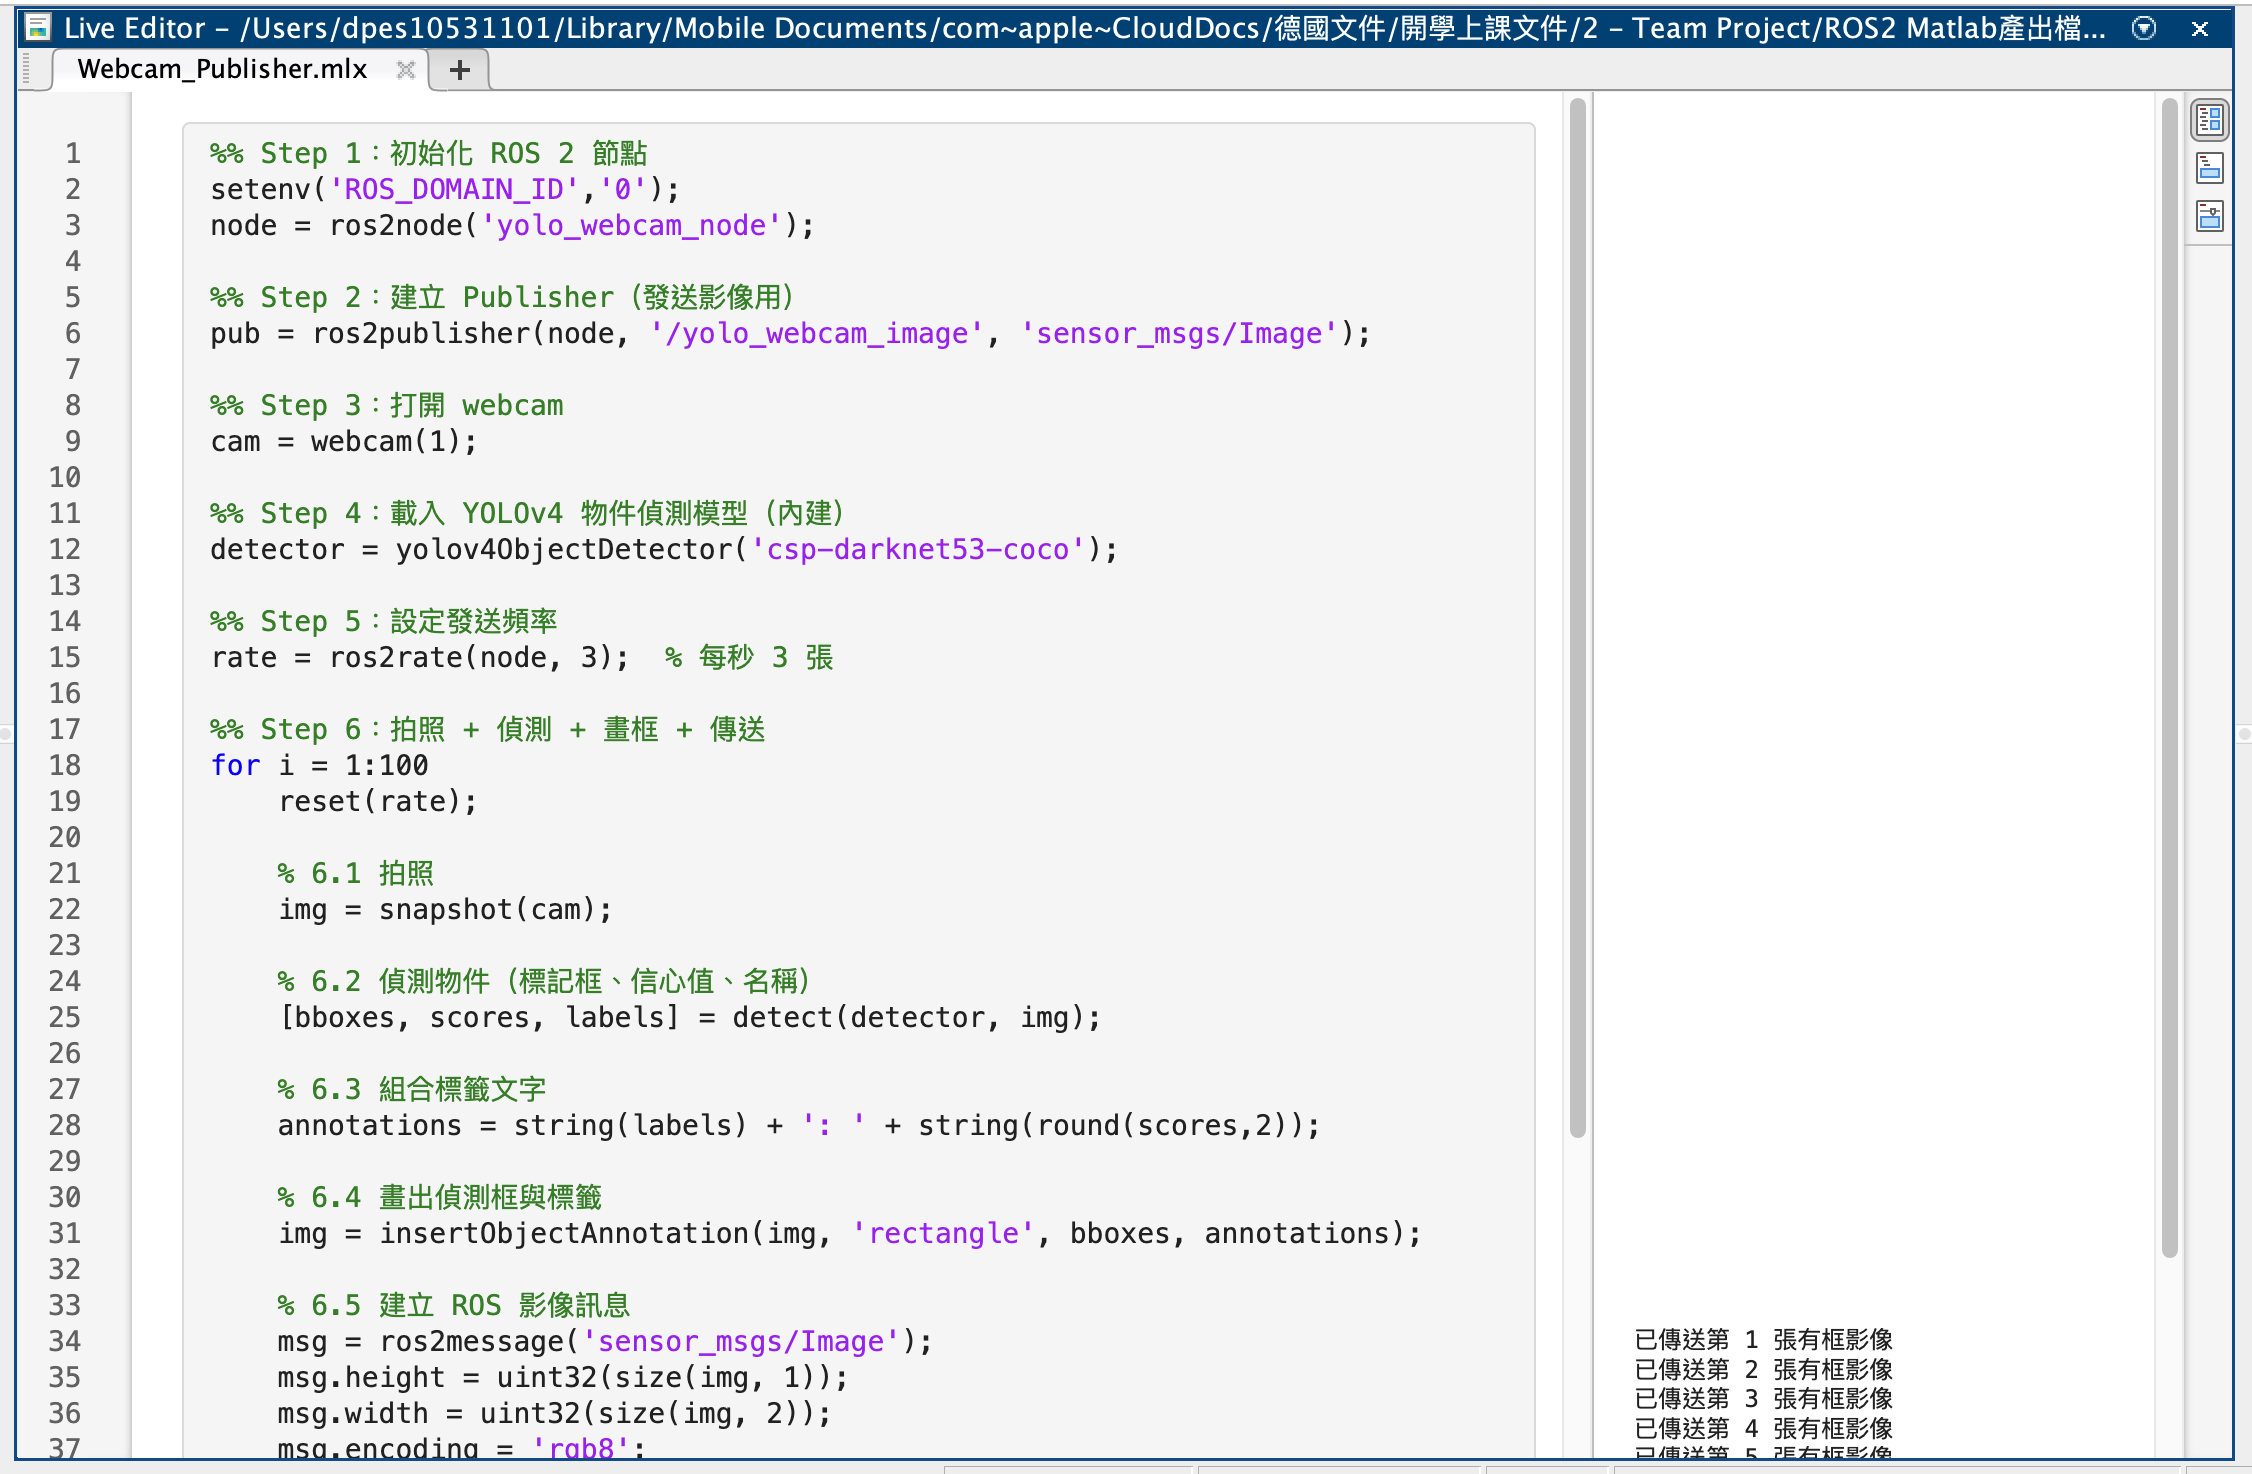 Live Editor – /Users/dpes10531101/Library/Mobile Documents/com~apple~CloudDocs/德國文件/開學上課文件/2 – Team Project/ROS2 Matlab產出檔...
Webcam_Publisher.mlx
1 %% Step 1：初始化 ROS 2 節點
2 setenv('ROS_DOMAIN_ID','0');
3 node = ros2node('yolo_webcam_node');
4
5 %% Step 2：建立 Publisher（發送影像用）
6 pub = ros2publisher(node, '/yolo_webcam_image', 'sensor_msgs/Image');
7
8 %% Step 3：打開 webcam
9 cam = webcam(1);
10
11 %% Step 4：載入 YOLOv4 物件偵測模型（內建）
12 detector = yolov4ObjectDetector('csp-darknet53-coco');
13
14 %% Step 5：設定發送頻率
15 rate = ros2rate(node, 3);  % 每秒 3 張
16
17 %% Step 6：拍照 + 偵測 + 畫框 + 傳送
18 for i = 1:100
19     reset(rate);
20
21     % 6.1 拍照
22     img = snapshot(cam);
23
24     % 6.2 偵測物件（標記框、信心值、名稱）
25     [bboxes, scores, labels] = detect(detector, img);
26
27     % 6.3 組合標籤文字
28     annotations = string(labels) + ': ' + string(round(scores,2));
29
30     % 6.4 畫出偵測框與標籤
31     img = insertObjectAnnotation(img, 'rectangle', bboxes, annotations);
32
33     % 6.5 建立 ROS 影像訊息
34     msg = ros2message('sensor_msgs/Image');
35     msg.height = uint32(size(img, 1));
36     msg.width = uint32(size(img, 2));
37     msg.encoding = 'rgb8';
已傳送第 1 張有框影像
已傳送第 2 張有框影像
已傳送第 3 張有框影像
已傳送第 4 張有框影像
已傳送第 5 張有框影像